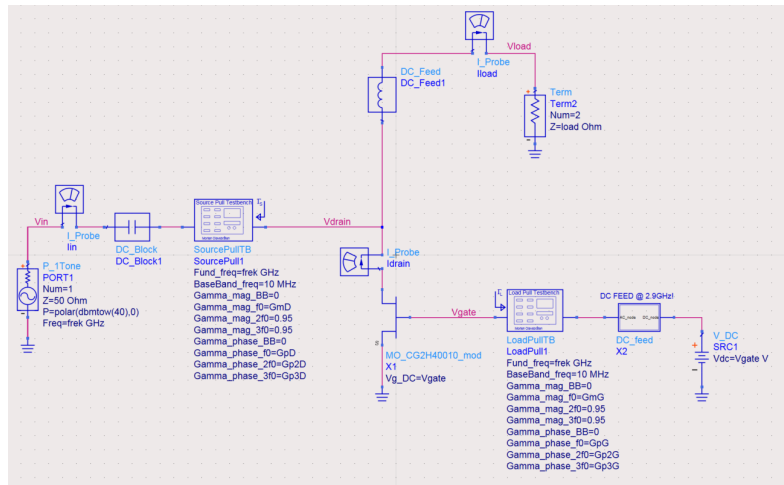 Vload
I_Probe
Iload
DC_Feed
DC_Feed1
Term
Term2
Num=2
Z=load Ohm
Source Pull Testbench
Vin
I_Probe
Iin
DC_Block
DC_Block1
Vdrain
I_Probe
Idrain
P_1Tone
PORT1
Num=1
Z=50 Ohm
P=polar(dbmtow(40),0)
Freq=frek GHz
SourcePullTB
SourcePull1
Fund_freq=frek GHz
BaseBand_freq=10 MHz
Gamma_mag_BB=0
Gamma_mag_f0=GmD
Gamma_mag_2f0=0.95
Gamma_mag_3f0=0.95
Gamma_phase_BB=0
Gamma_phase_f0=GpD
Gamma_phase_2f0=Gp2D
Gamma_phase_3f0=Gp3D
MO_CG2H40010_mod
X1
Vg_DC=Vgate
Vgate
Load Pull Testbench
LoadPullTB
LoadPull1
Fund_freq=frek GHz
BaseBand_freq=10 MHz
Gamma_mag_BB=0
Gamma_mag_f0=GmG
Gamma_mag_2f0=0.95
Gamma_mag_3f0=0.95
Gamma_phase_BB=0
Gamma_phase_f0=GpG
Gamma_phase_2f0=Gp2G
Gamma_phase_3f0=Gp3G
DC FEED @ 2.9GHz!
DC_feed
X2
V_DC
SRC1
Vdc=Vgate V